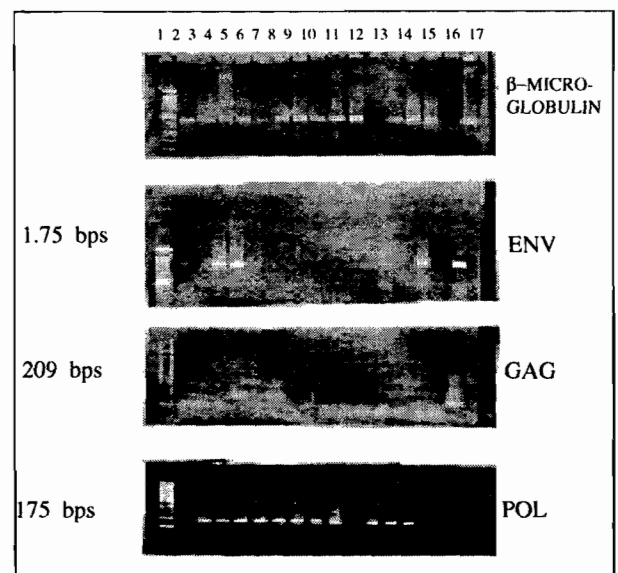 1 2 3 4 5 6 7 8 9 10 11 12 13 14 15 16 17
β–MICRO-
GLOBULIN
1.75 bps
ENV
209 bps
GAG
175 bps
POL